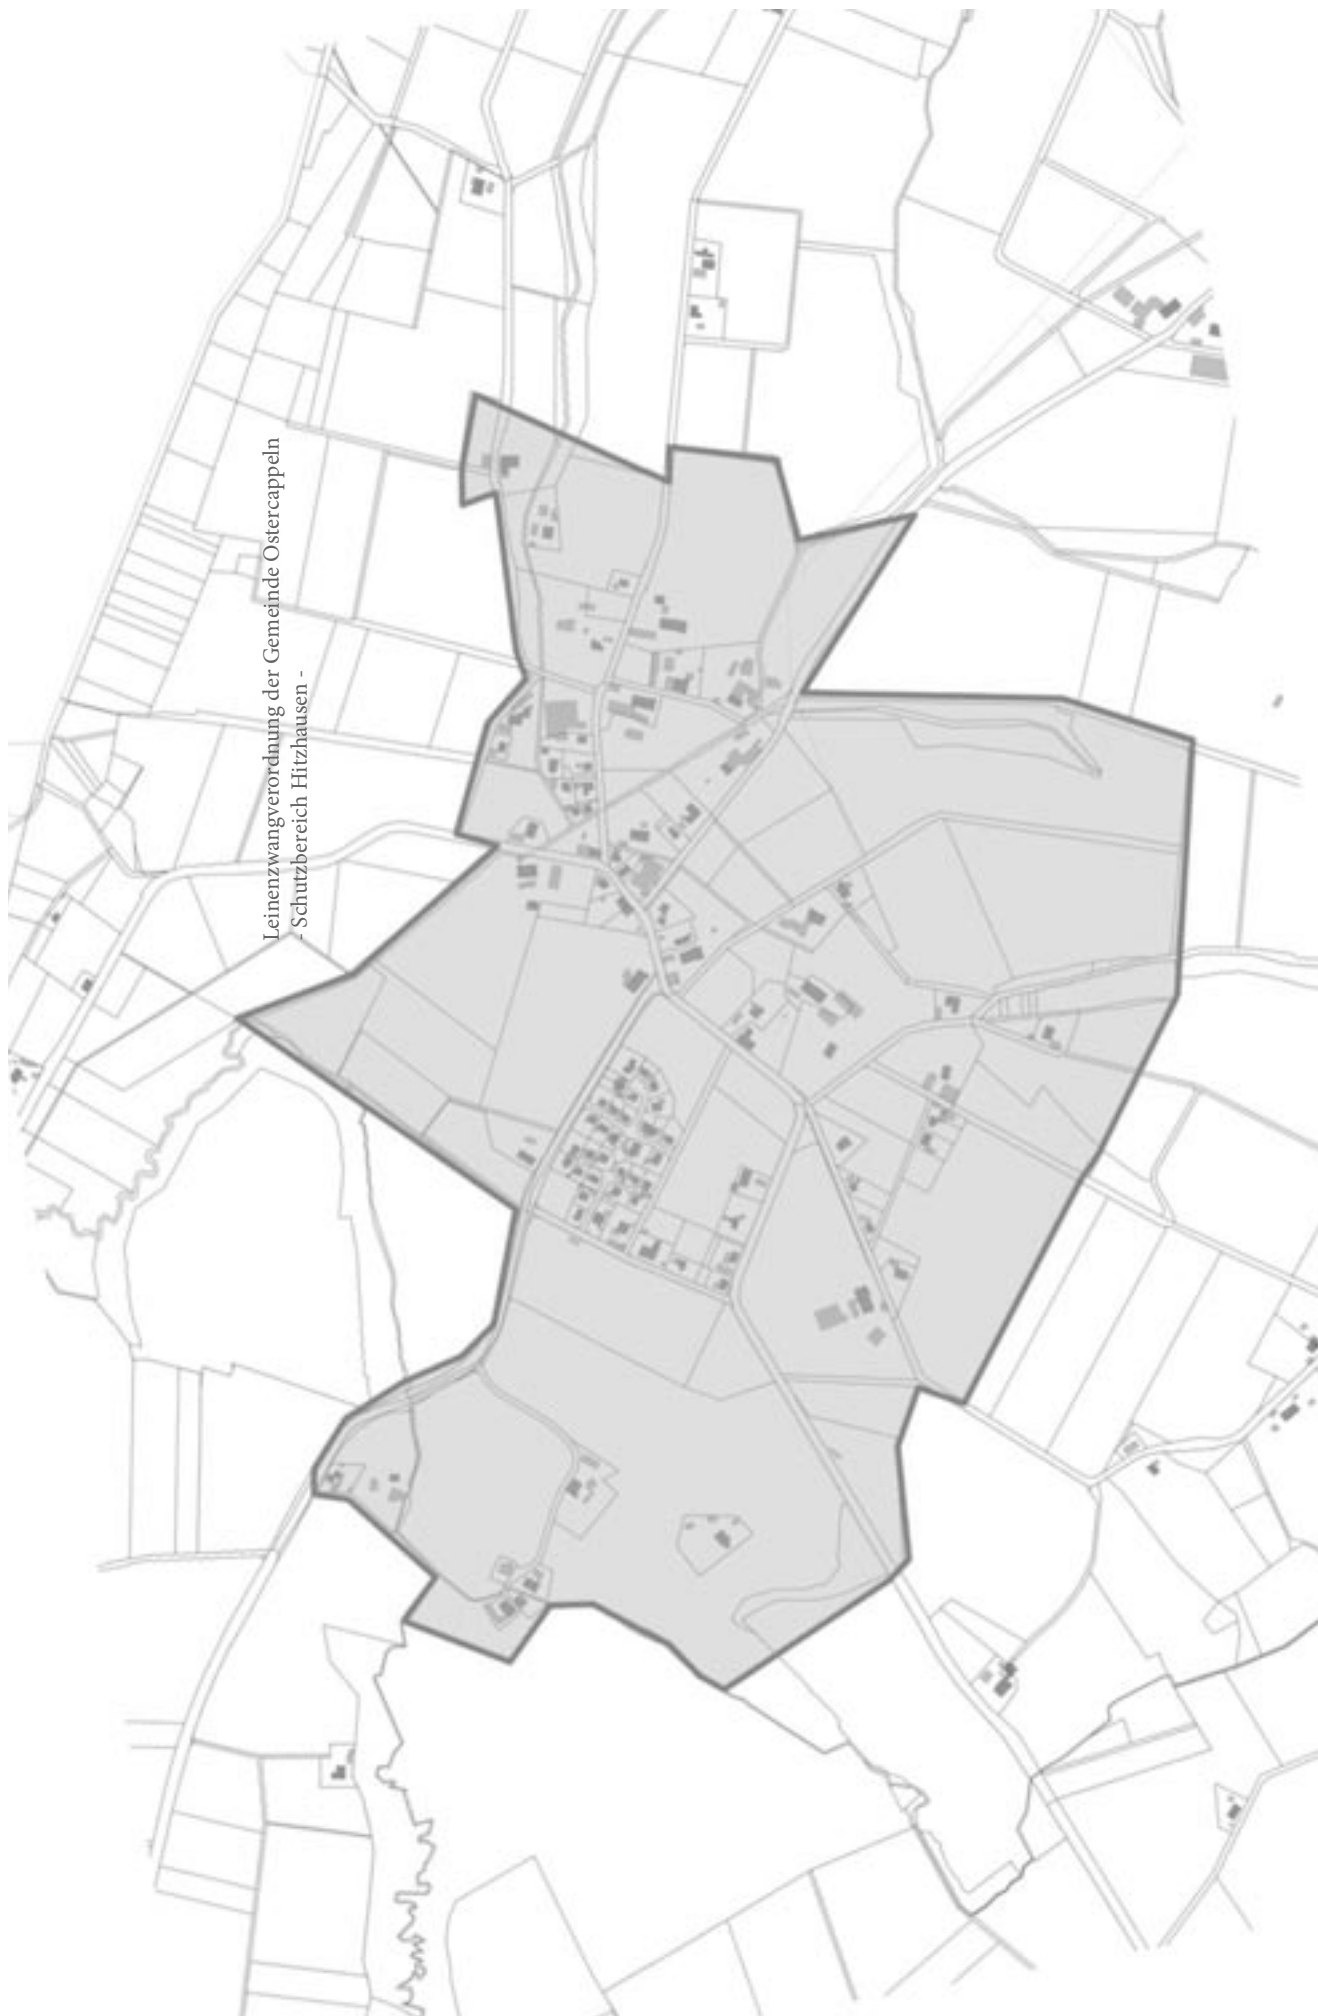 Leinenzwangverordnung der Gemeinde Ostercappeln
- Schutzbereich Hitzhausen -